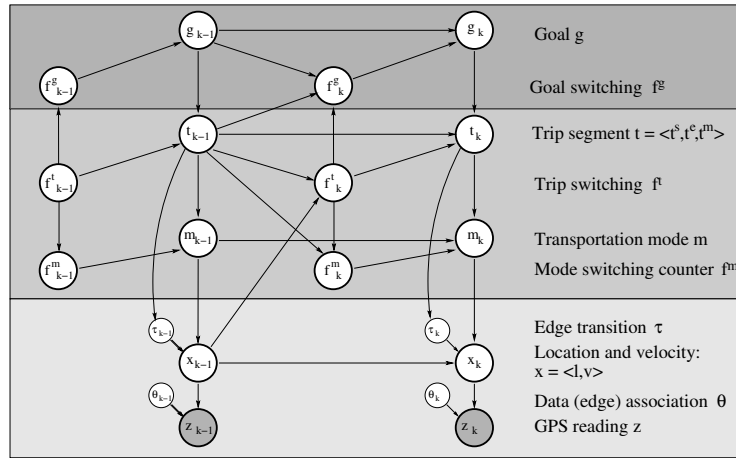 g k−1 g k Goal g
f g k−1 f g k Goal switching f g
t k−1 t k Trip segment t = <t s ,t e ,t m >
f t k−1 f t k Trip switching f t
m k−1 m k Transportation mode m
f m k−1 f m k Mode switching counter f m
τ k−1 τ k Edge transition τ
x k−1 x k Location and velocity:
x = <l,v>
θ k−1 θ k Data (edge) association θ
z k−1 z k GPS reading z